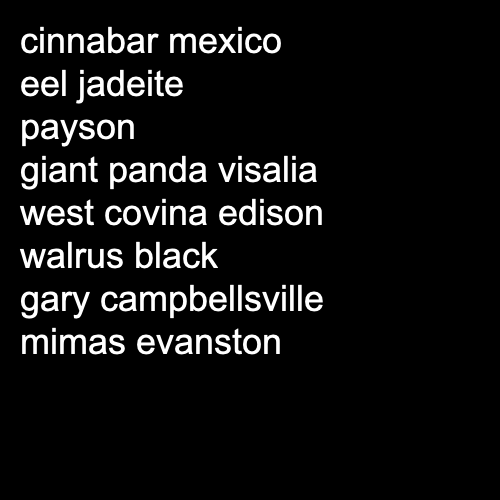 cinnabar mexico
eel jadeite
payson
giant panda visalia
west covina edison
walrus black
gary campbellsville
mimas evanston